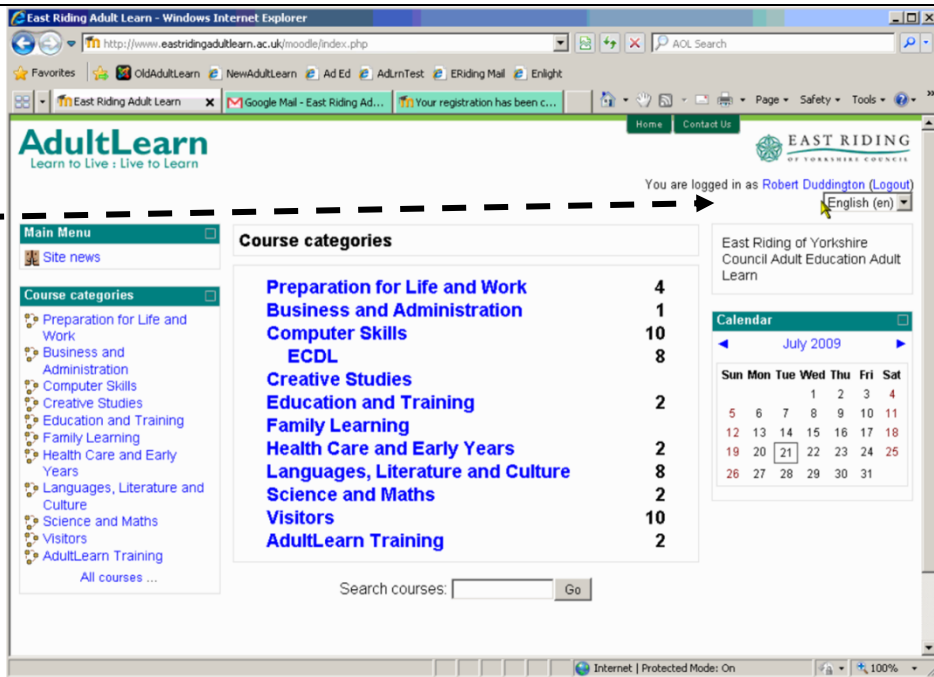 East Riding Adult Learn - Windows Internet Explorer
http://www.eastridingadultlearn.ac.uk/moodle/index.php
AOL Search
Favorites OldAdultLearn NewAdultLearn Ad Ed AdLrnTest ERiding Mail Enlight
East Riding Adult Learn X Google Mail - East Riding Ad... Your registration has been c... Page Safety Tools »
Home Contact Us
AdultLearn
Learn to Live : Live to Learn
EAST RIDING
OF YORKSHIRE COUNCIL
You are logged in as Robert Duddington (Logout)
English (en)
Main Menu
Site news
Course categories
Preparation for Life and
Work
Business and
Administration
Computer Skills
Creative Studies
Education and Training
Family Learning
Health Care and Early
Years
Languages, Literature and
Culture
Science and Maths
Visitors
AdultLearn Training
All courses ...
Course categories
Preparation for Life and Work 4
Business and Administration 1
Computer Skills 10
ECDL 8
Creative Studies
Education and Training 2
Family Learning
Health Care and Early Years 2
Languages, Literature and Culture 8
Science and Maths 2
Visitors 10
AdultLearn Training 2
Search courses: Go
East Riding of Yorkshire
Council Adult Education Adult
Learn
Calendar
July 2009
Sun Mon Tue Wed Thu Fri Sat
1 2 3 4
5 6 7 8 9 10 11
12 13 14 15 16 17 18
19 20 21 22 23 24 25
26 27 28 29 30 31
Internet | Protected Mode: On 100%